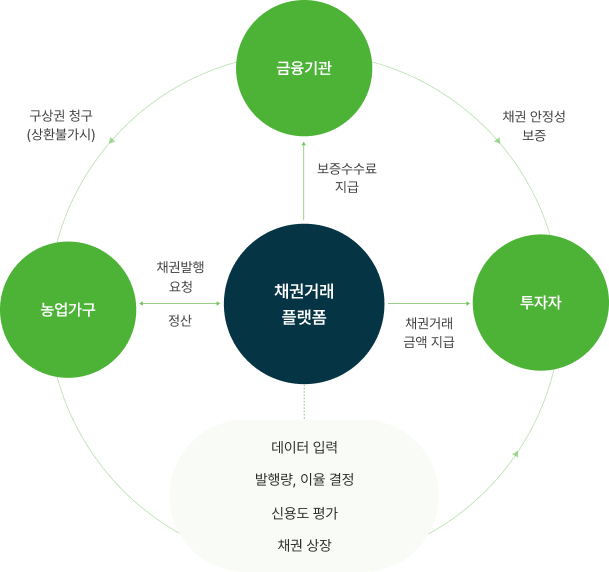 금융기관
구상권 청구
(상환불가시)
채권 안정성
보증
보증수수료
지급
채권발행
요청
정산
농업가구
채권거래
플랫폼
투자자
채권거래
금액 지급
데이터 입력
발행량, 이율 결정
신용도 평가
채권 상장